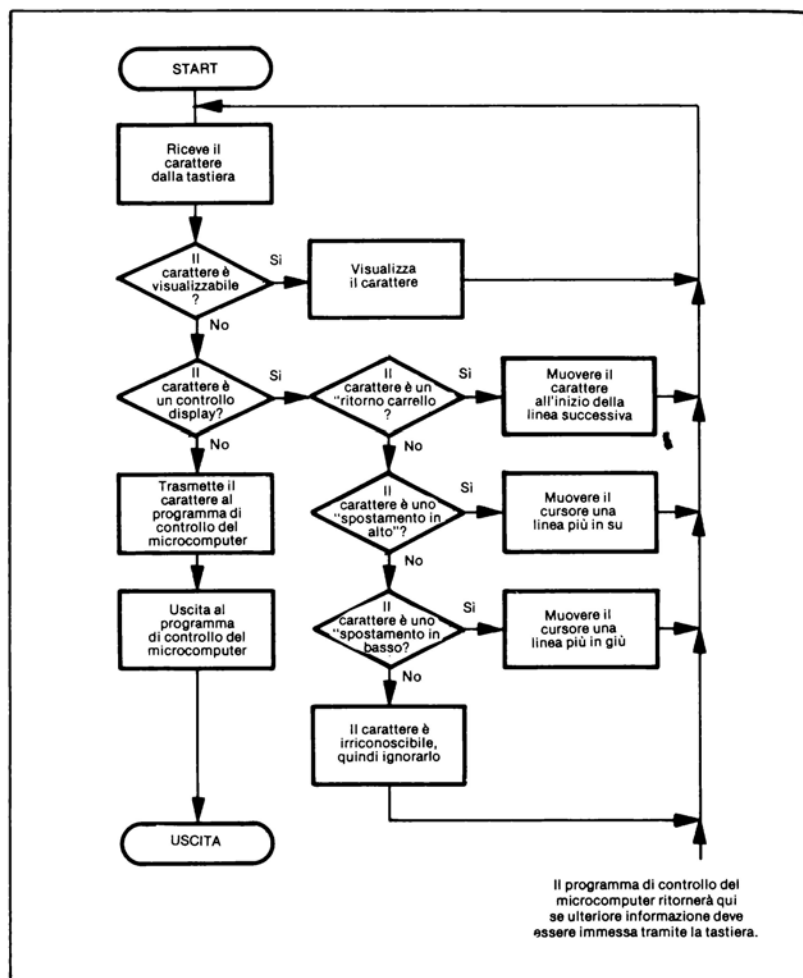 START
Riceve il
carattere
dalla tastiera
Il
carattere è
visualizzabile
?
Sì
Visualizza
il carattere
No
Il
carattere è
un controllo
display?
Sì
Il
carattere è un
"ritorno carrello
?
Sì
Muovere il
carattere
all'inizio della
linea successiva
No
No
Trasmette il
carattere al
programma di
controllo del
microcomputer
Il
carattere è uno
"spostamento in
alto"?
Sì
Muovere il
cursore una
linea più in su
No
Uscita al
programma
di controllo del
microcomputer
Il
carattere è uno
"spostamento in
basso?
Sì
Muovere il
cursore una
linea più in giù
No
Il carattere è
irriconoscibile,
quindi ignorarlo
USCITA
Il programma di controllo del
microcomputer ritornerà qui
se ulteriore informazione deve
essere immessa tramite la tastiera.